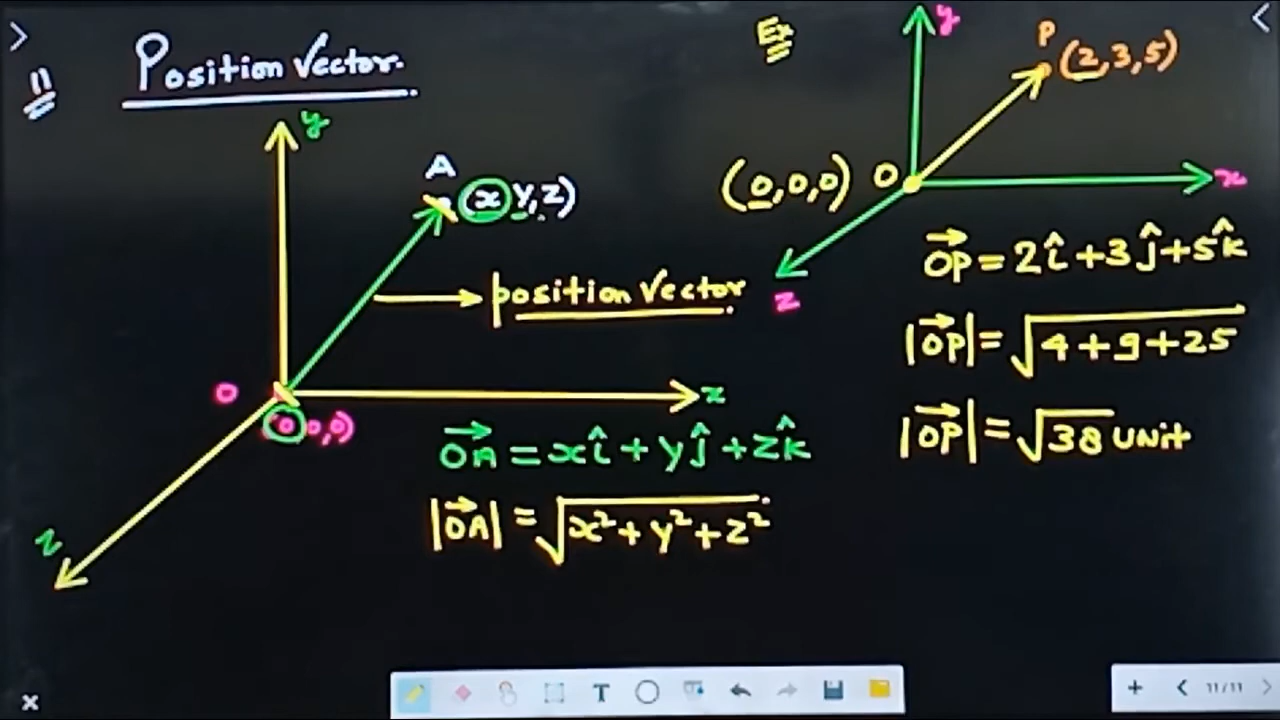 11
Position Vector.
y
A
(x, y, z)
position Vector
O
x
(0,0,0)
z
OA⃗ = xî + yĵ + zk̂
|OA⃗| = √x² + y² + z²
Ex
y
P
(2,3,5)
(0,0,0) O
x
z
OP⃗ = 2î + 3ĵ + 5k̂
|OP⃗| = √4 + 9 + 25
|OP⃗| = √38 unit
T
11/11